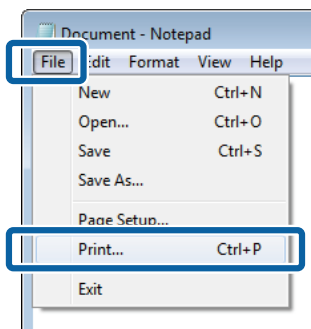 Document - Notepad
File Edit Format View Help
New Ctrl+N
Open... Ctrl+O
Save Ctrl+S
Save As...
Page Setup...
Print... Ctrl+P
Exit